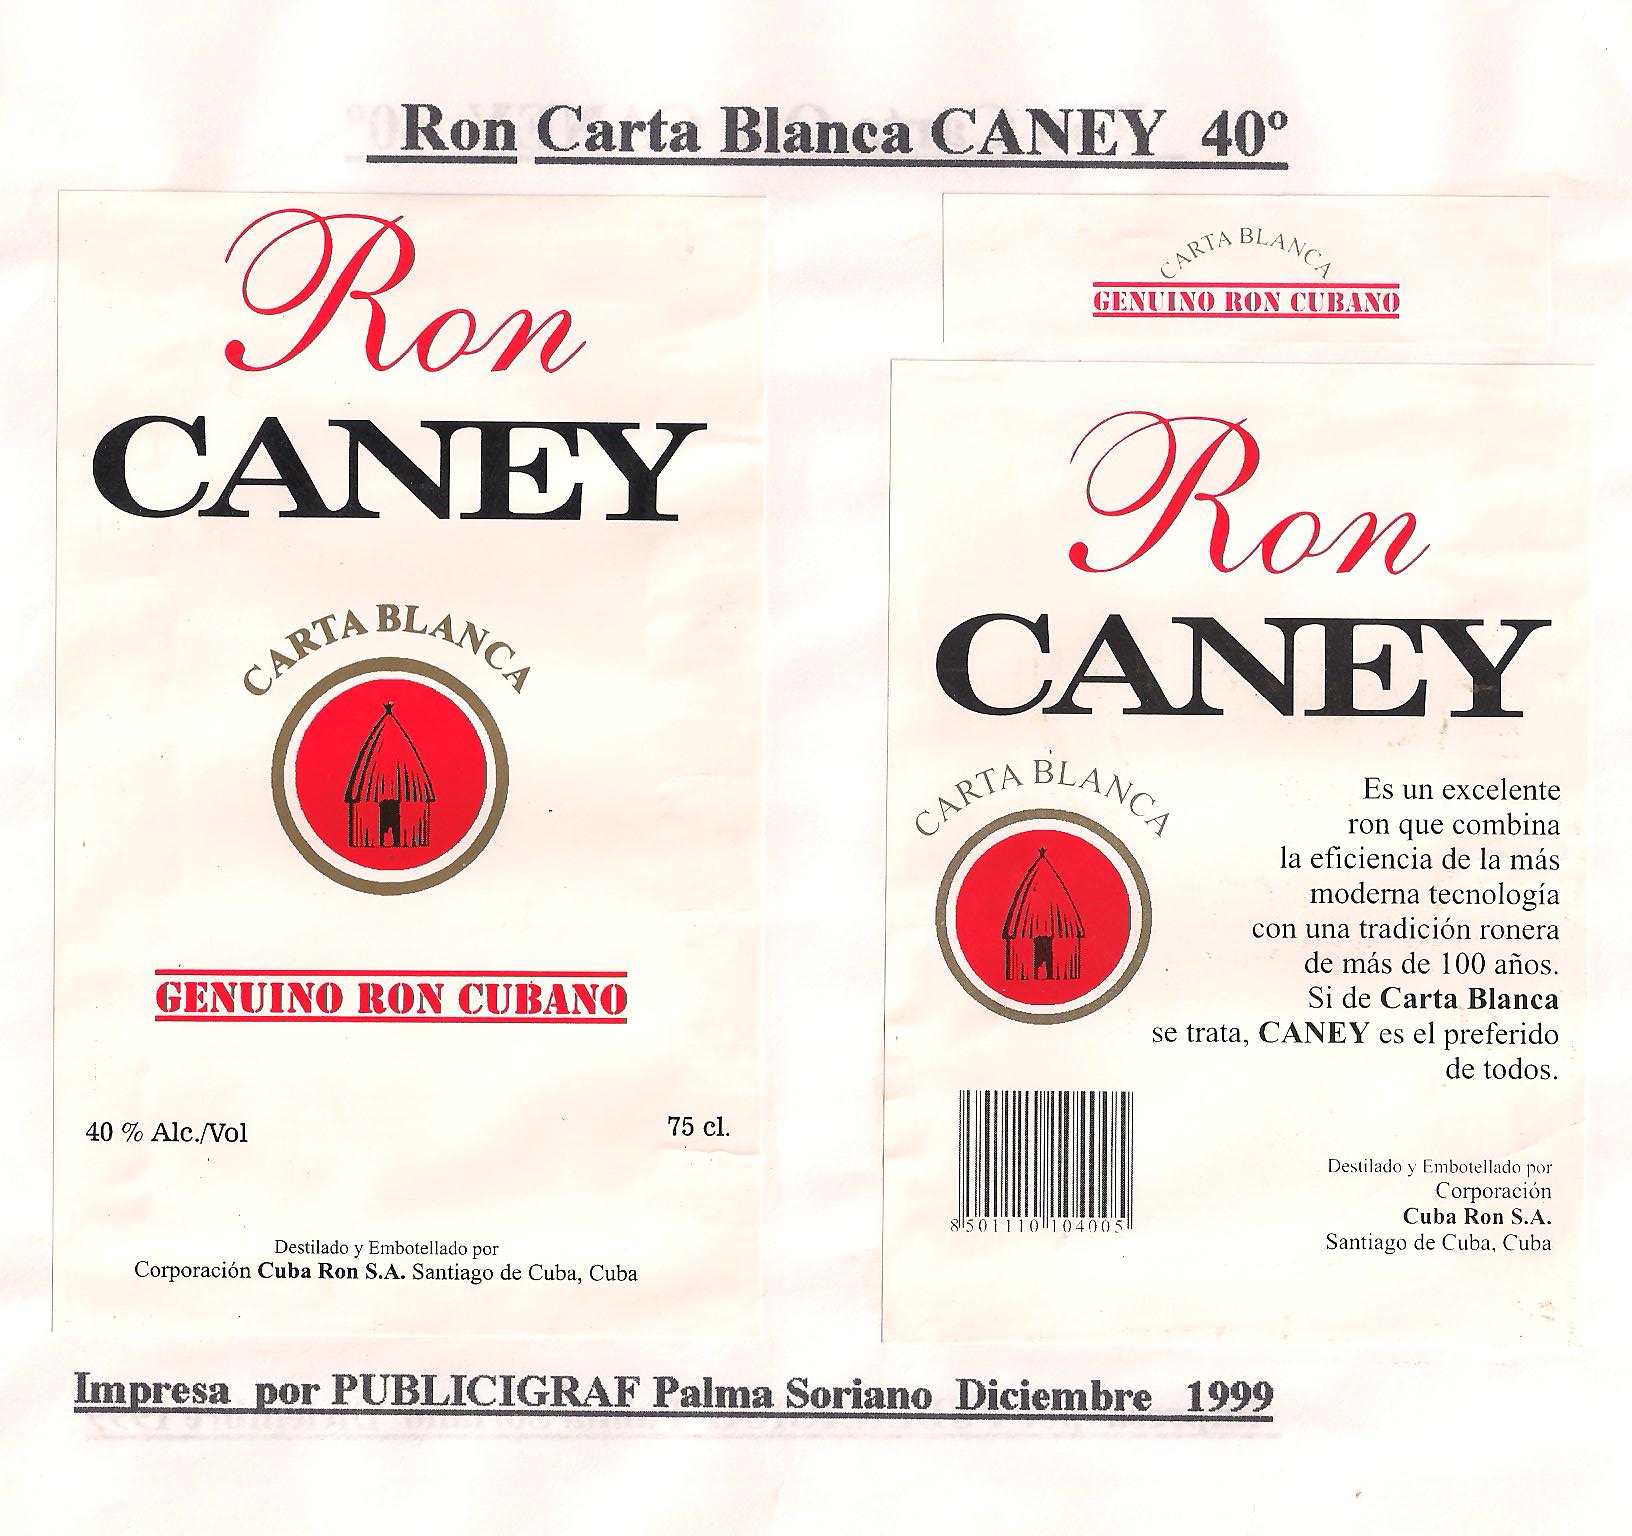 Ron Carta Blanca CANEY 40º
Ron
CANEY
CARTA BLANCA
GENUINO RON CUBANO
40 % Alc./Vol
75 cl.
Destilado y Embotellado por
Corporación Cuba Ron S.A. Santiago de Cuba, Cuba
CARTA BLANCA
GENUINO RON CUBANO
Ron
CANEY
CARTA BLANCA
Es un excelente
ron que combina
la eficiencia de la más
moderna tecnología
con una tradición ronera
de más de 100 años.
Si de Carta Blanca
se trata, CANEY es el preferido
de todos.
8 501110 104005
Destilado y Embotellado por
Corporación
Cuba Ron S.A.
Santiago de Cuba, Cuba
Impresa por PUBLICIGRAF Palma Soriano Diciembre 1999